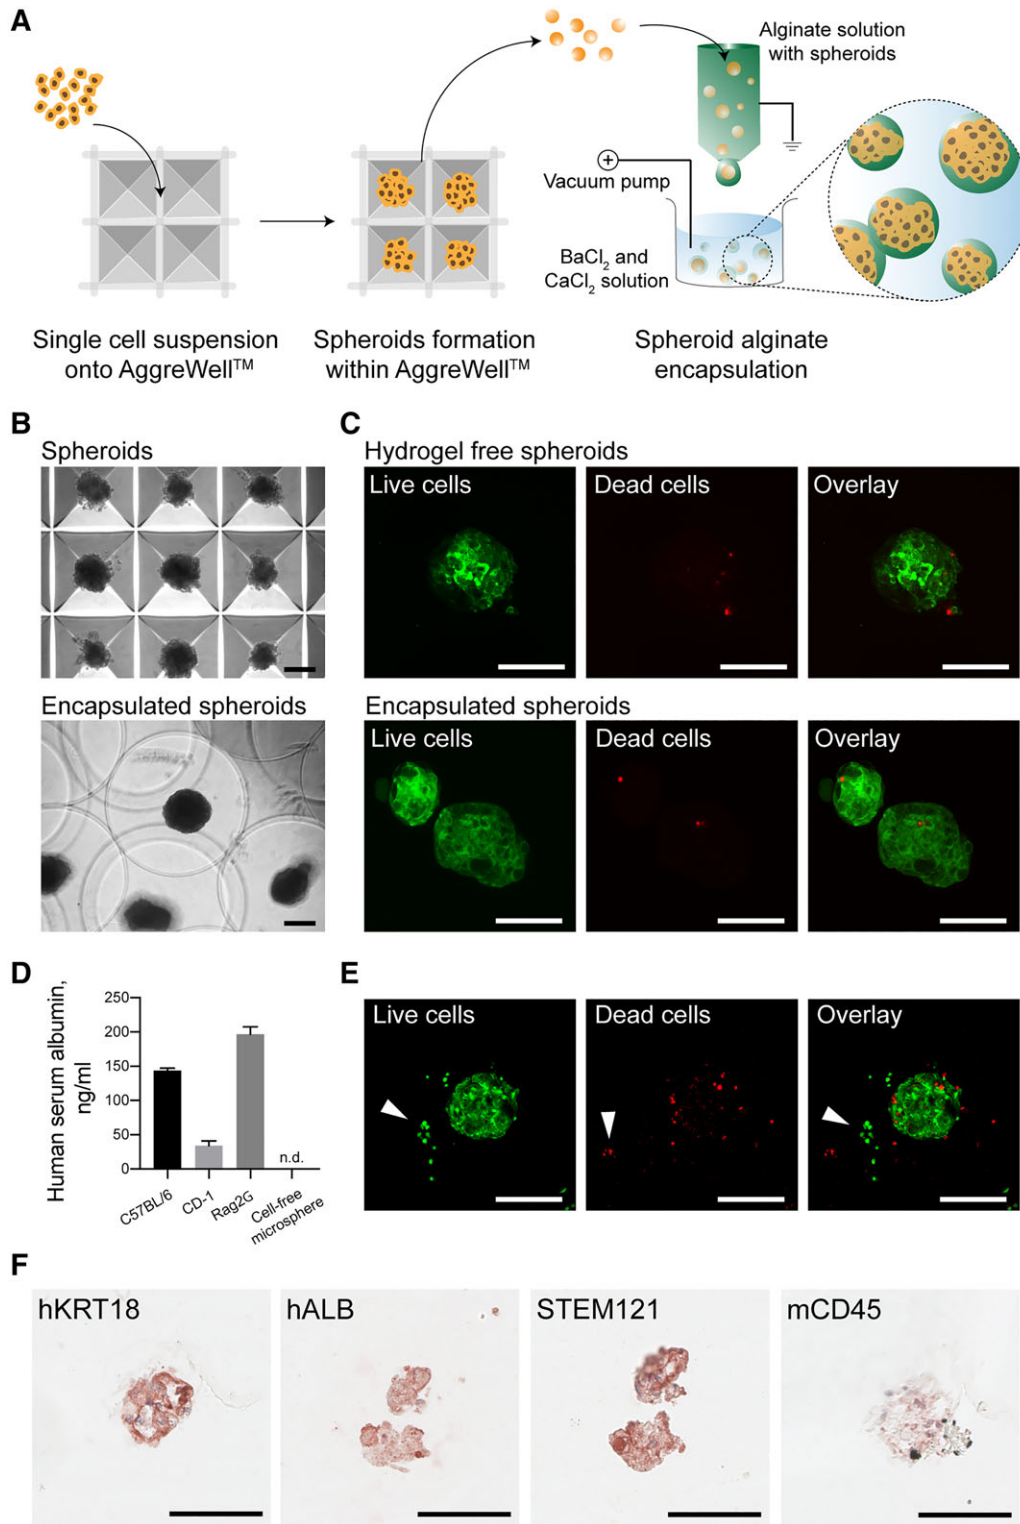 A
Alginate solution
with spheroids
+
Vacuum pump
BaCl₂ and
CaCl₂ solution
Single cell suspension
onto AggreWell™
Spheroids formation
within AggreWell™
Spheroid alginate
encapsulation
B
Spheroids
Encapsulated spheroids
C
Hydrogel free spheroids
Live cells
Dead cells
Overlay
Encapsulated spheroids
Live cells
Dead cells
Overlay
D
Human serum albumin,
ng/ml
250
200
150
100
50
0
n.d.
C57BL/6
CD-1
Rag2G
Cell-free
microsphere
E
Live cells
Dead cells
Overlay
F
hKRT18
hALB
STEM121
mCD45